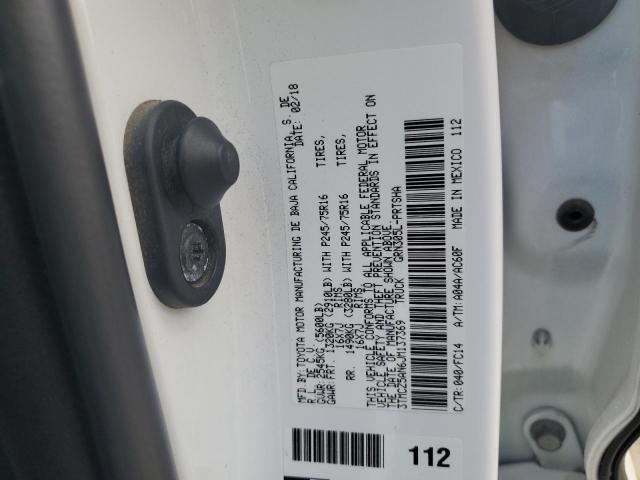 MFD.BY:TOYOTA MOTOR MANUFACTURING DE BAJA CALIFORNIA, S. DE
R.L. DE C.V. DATE: 02/18
GVWR: 2545KG (5600LB)
GAWR:FRT. 1320KG (2910LB) WITH P245/75R16 TIRES,
16X7J RIMS,
RR. 1490KG (3280LB) WITH P245/75R16 TIRES,
16X7J RIMS.
THIS VEHICLE CONFORMS TO ALL APPLICABLE FEDERAL MOTOR
VEHICLE SAFETY AND THEFT PREVENTION STANDARDS IN EFFECT ON
THE DATE OF MANUFACTURE SHOWN ABOVE.
3TMCZ5AN6JM137369 TRUCK GRN305L-PRTSHA
C/TR:040/FC14 A/TM:A04A/AC60F MADE IN MEXICO 112
112